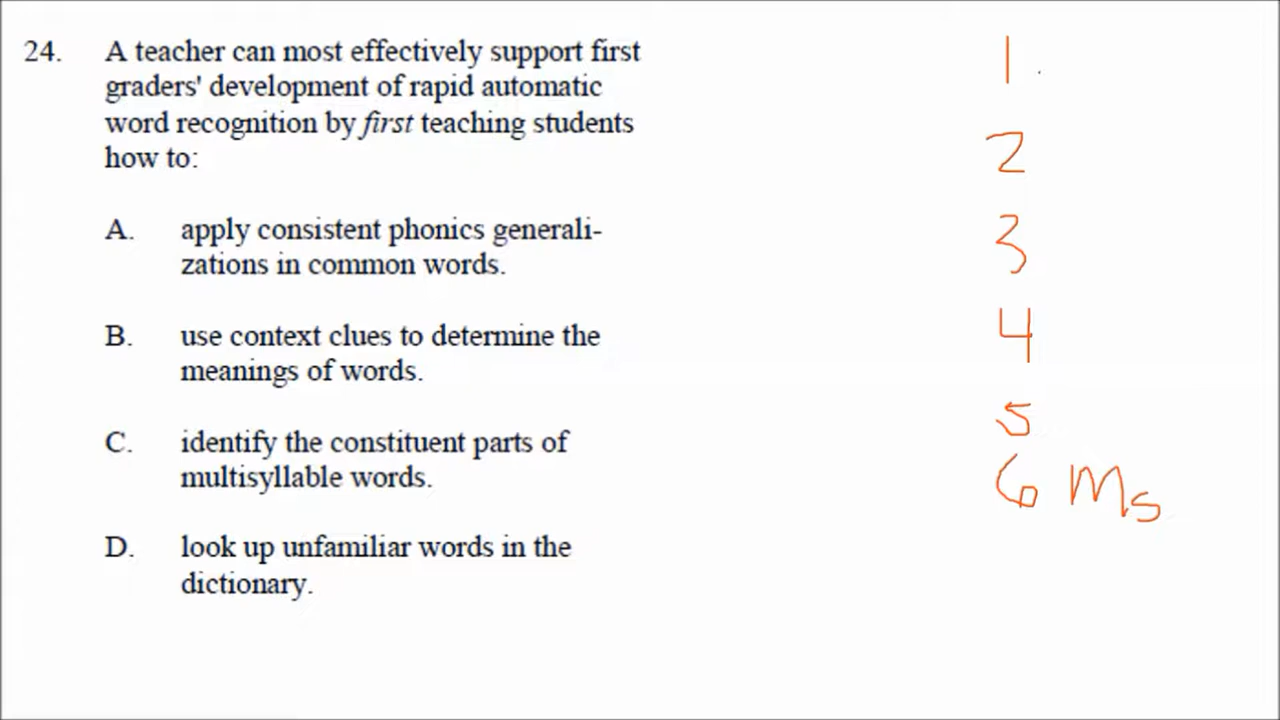 24. A teacher can most effectively support first
graders' development of rapid automatic
word recognition by first teaching students
how to:
A. apply consistent phonics generali-
zations in common words.
B. use context clues to determine the
meanings of words.
C. identify the constituent parts of
multisyllable words.
D. look up unfamiliar words in the
dictionary.
1
2
3
4
5
6 Ms